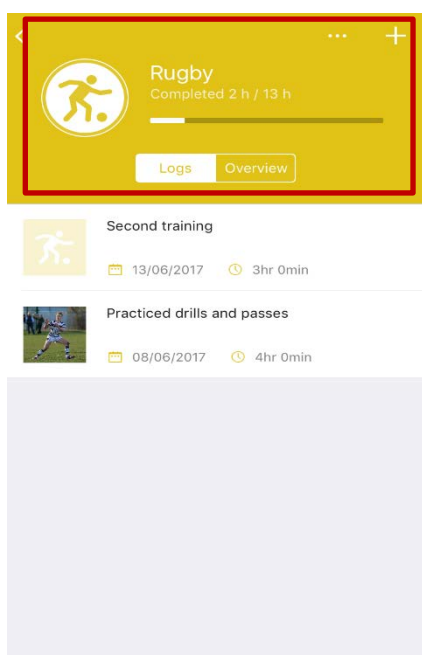 Rugby
Completed 2 h / 13 h
Logs Overview
Second training
13/06/2017 3hr 0min
Practiced drills and passes
08/06/2017 4hr 0min